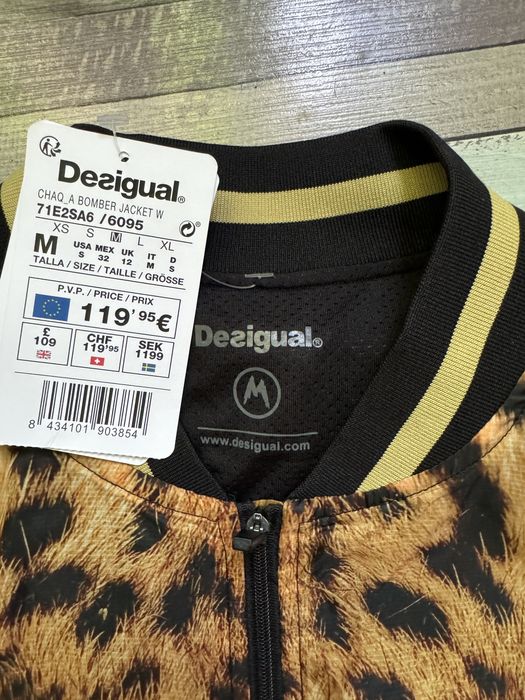 Desigual®
CHAQ_A BOMBER JACKET W
71E2SA6 /6095
XS S M L XL
M USA S MEX 32 UK 12 IT M D S
TALLA / SIZE / TAILLE / GRÖSSE
P.V.P. / PRICE / PRIX
119'95€
£ 109
CHF 119'95
SEK 1199
8 434101 903854
Desigual®
M
www.desigual.com